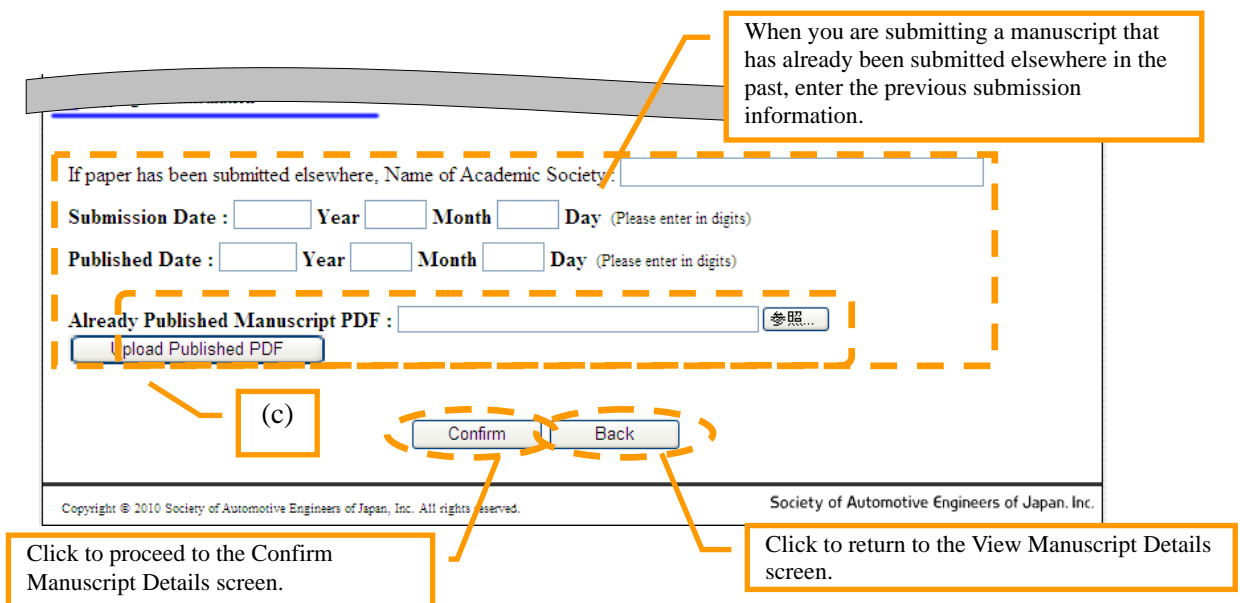 When you are submitting a manuscript that
has already been submitted elsewhere in the
past, enter the previous submission
information.
If paper has been submitted elsewhere, Name of Academic Society :
Submission Date : Year Month Day (Please enter in digits)
Published Date : Year Month Day (Please enter in digits)
Already Published Manuscript PDF : 参照...
Upload Published PDF
(c)
Confirm Back
Copyright © 2010 Society of Automotive Engineers of Japan, Inc. All rights reserved.
Society of Automotive Engineers of Japan. Inc.
Click to proceed to the Confirm
Manuscript Details screen.
Click to return to the View Manuscript Details
screen.